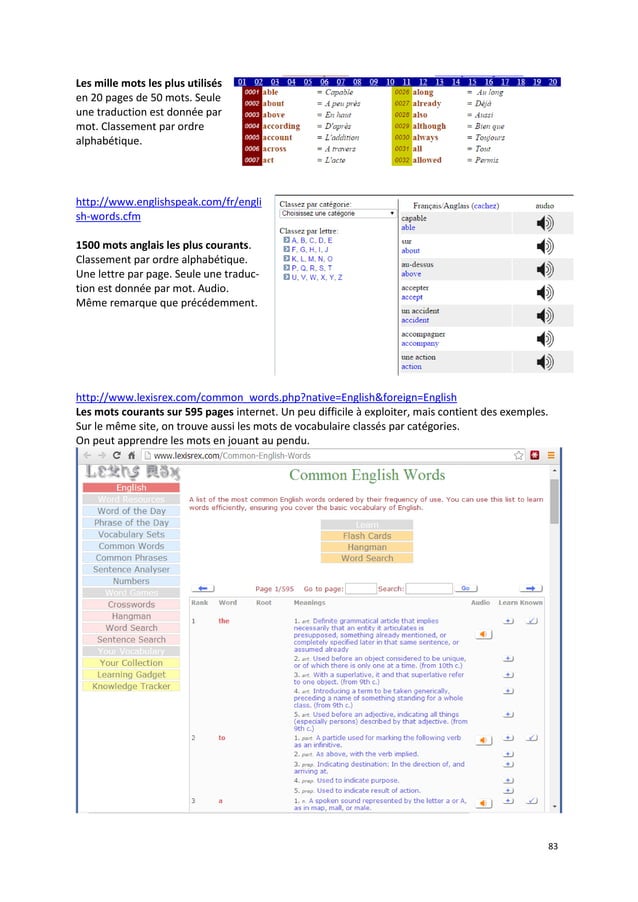 Les mille mots les plus utilisés
en 20 pages de 50 mots. Seule
une traduction est donnée par
mot. Classement par ordre
alphabétique.
01 02 03 04 05 06 07 08 09 10 11 12 13 14 15 16 17 18 19 20
0001 able = Capable 0026 along = Au long
0002 about = A peu près 0027 already = Déjà
0003 above = En haut 0028 also = Aussi
0004 according = D'après 0029 although = Bien que
0005 account = L'addition 0030 always = Toujours
0006 across = A travers 0031 all = Tout
0007 act = L'acte 0032 allowed = Permis
http://www.englishspeak.com/fr/engli
sh-words.cfm
1500 mots anglais les plus courants.
Classement par ordre alphabétique.
Une lettre par page. Seule une traduc-
tion est donnée par mot. Audio.
Même remarque que précédemment.
Classez par catégorie:
Choisissez une catégorie
Classez par lettre:
A, B, C, D, E
F, G, H, I, J
K, L, M, N, O
P, Q, R, S, T
U, V, W, X, Y, Z
Français/Anglais (cachez) audio
capable
able
sur
about
au-dessus
above
accepter
accept
un accident
accident
accompagner
accompany
une action
action
http://www.lexisrex.com/common_words.php?native=English&foreign=English
Les mots courants sur 595 pages internet. Un peu difficile à exploiter, mais contient des exemples.
Sur le même site, on trouve aussi les mots de vocabulaire classés par catégories.
On peut apprendre les mots en jouant au pendu.
www.lexisrex.com/Common-English-Words
Lexis Rex
English
Word Resources
Word of the Day
Phrase of the Day
Vocabulary Sets
Common Words
Common Phrases
Sentence Analyser
Numbers
Word Games
Crosswords
Hangman
Word Search
Sentence Search
Your Vocabulary
Your Collection
Learning Gadget
Knowledge Tracker
Common English Words
A list of the most common English words ordered by their frequency of use. You can use this list to learn
words efficiently, ensuring you cover the basic vocabulary of English.
Learn
Flash Cards
Hangman
Word Search
Page 1/595 Go to page: Search: Go
Rank Word Root Meanings Audio Learn Known
1 the 1. art. Definite grammatical article that implies
necessarily that an entity it articulates is
presupposed, something already mentioned, or
completely specified later in that same sentence, or
assumed already
2. art. Used before an object considered to be unique,
or of which there is only one at a time. (from 10th c.)
3. art. With a superlative, it and that superlative refer
to one object. (from 9th c.)
4. art. Introducing a term to be taken generically,
preceding a name of something standing for a whole
class. (from 9th c.)
5. art. Used before an adjective, indicating all things
(especially persons) described by that adjective. (from
9th c.)
2 to 1. part. A particle used for marking the following verb
as an infinitive.
2. part. As above, with the verb implied.
3. prep. Indicating destination: In the direction of, and
arriving at.
4. prep. Used to indicate purpose.
5. prep. Used to indicate result of action.
3 a 1. n. A spoken sound represented by the letter a or A,
as in map, mall, or male.
83